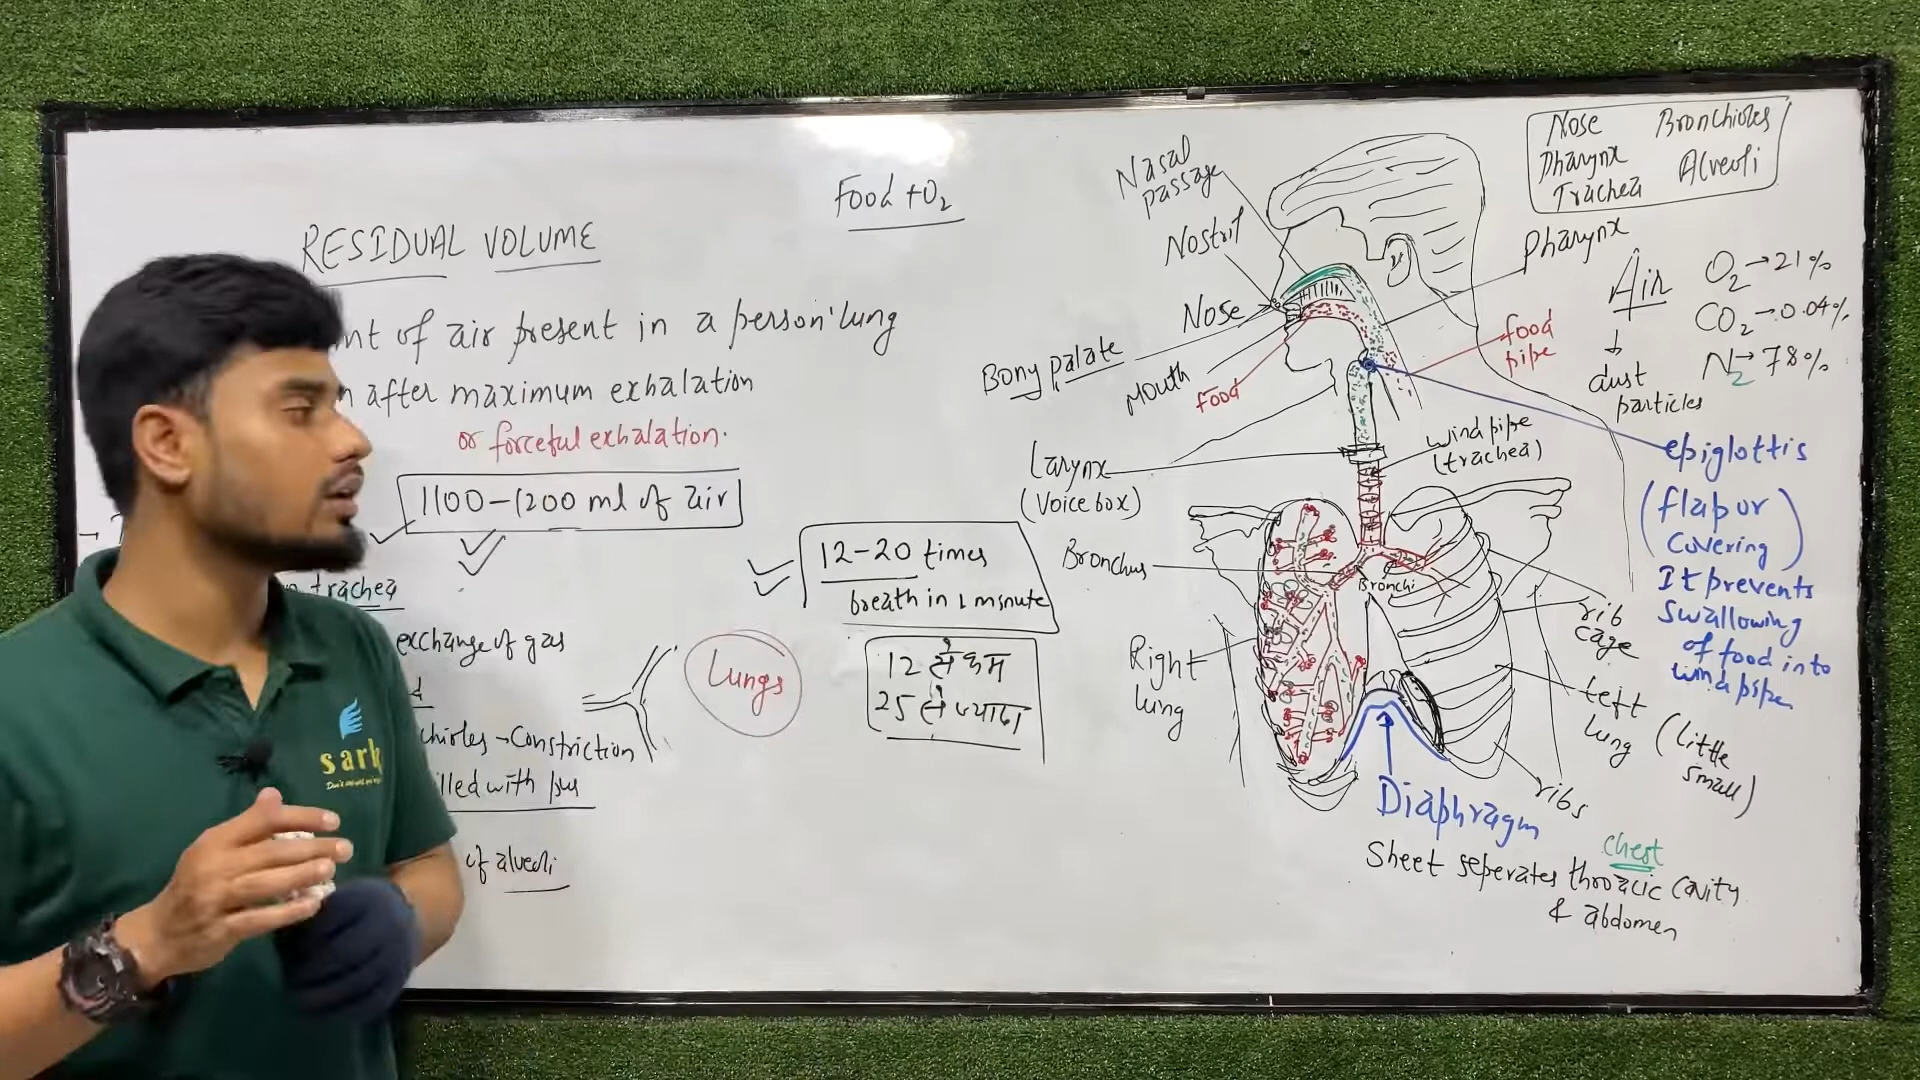 Food + O2
RESIDUAL VOLUME
nt of air present in a person' lung
after maximum exhalation
or forceful exhalation.
1100-1200 ml of air
trachea
exchange of gas
chioles - Constriction
lled with pus
of alveoli
12-20 times
breath in 1 minute
12 से कम
25 से ज्यादा
Lungs
sark
Nasal
passage
Nostril
Nose
Bony palate
Mouth
food
Larynx
(Voice box)
Bronchus
Right
lung
Nose Bronchioles
Pharynx Alveoli
Trachea
Pharynx
food
pipe
Air
dust
particles
O2 → 21%
CO2 → 0.04%
N2 → 78%
wind pipe
(trachea)
Bronchi
epiglottis
(flap or
covering)
It prevents
swallowing
of food into
wind pipe
rib
cage
Left
lung (little
small)
ribs
Diaphragm
chest
Sheet seperates throacic cavity
& abdomen